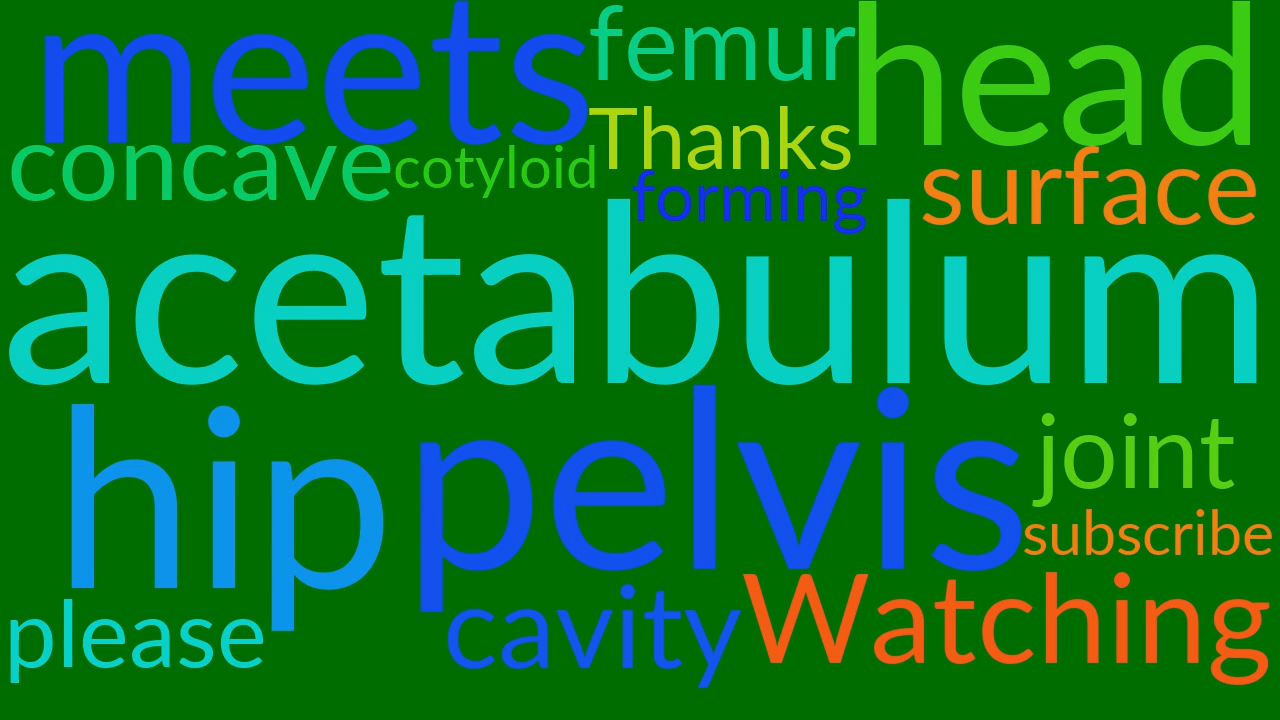 meets femur head
concave cotyloid Thanks
forming surface
acetabulum
hip pelvis joint
subscribe
please cavity Watching